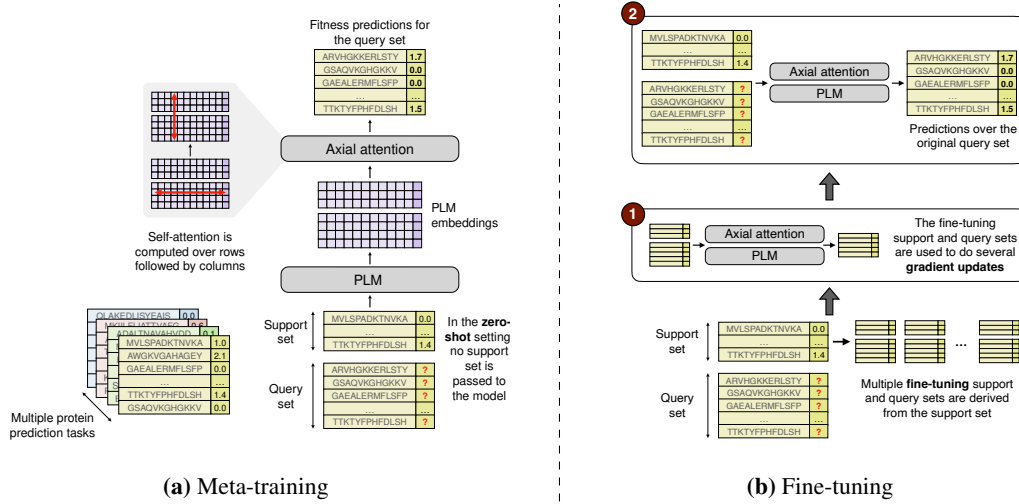 Fitness predictions for
the query set
ARVHGKKERLSTY 1.7
GSAQVKGHGKKV 0.0
GAEALERMFLSFP 0.0
... ...
TTKTYFPHFDLSH 1.5
Axial attention
PLM
embeddings
Self-attention is
computed over rows
followed by columns
PLM
QLAKEDLISYEAIS 0.0
0.6
ADALTNAVAHVDD 0.1
MVLSPADKTNVKA 1.0
AWGKVGAHAGEY 2.1
GAEALERMFLSFP 0.0
... ...
TTKTYFPHFDLSH 1.4
GSAQVKGHGKKV 0.0
Multiple protein
prediction tasks
Support
set
MVLSPADKTNVKA 0.0
... ...
TTKTYFPHFDLSH 1.4
Query
set
ARVHGKKERLSTY ?
GSAQVKGHGKKV ?
GAEALERMFLSFP ?
... ...
TTKTYFPHFDLSH ?
In the zero-
shot setting
no support
set is
passed to
the model
(a) Meta-training
2
MVLSPADKTNVKA 0.0
... ...
TTKTYFPHFDLSH 1.4
ARVHGKKERLSTY ?
GSAQVKGHGKKV ?
GAEALERMFLSFP ?
... ...
TTKTYFPHFDLSH ?
Axial attention
PLM
ARVHGKKERLSTY 1.7
GSAQVKGHGKKV 0.0
GAEALERMFLSFP 0.0
... ...
TTKTYFPHFDLSH 1.5
Predictions over the
original query set
1
Axial attention
PLM
The fine-tuning
support and query sets
are used to do several
gradient updates
Support
set
MVLSPADKTNVKA 0.0
... ...
TTKTYFPHFDLSH 1.4
...
Query
set
ARVHGKKERLSTY ?
GSAQVKGHGKKV ?
GAEALERMFLSFP ?
... ...
TTKTYFPHFDLSH ?
Multiple fine-tuning support
and query sets are derived
from the support set
(b) Fine-tuning